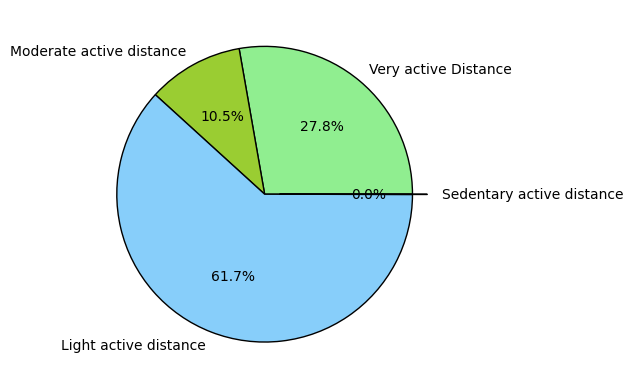 Moderate active distance
Very active Distance
10.5%
27.8%
0.0%
Sedentary active distance
61.7%
Light active distance